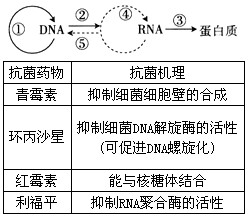 ① DNA ② ⑤ ④ RNA ③ 蛋白质
抗菌药物 抗菌机理
青霉素 抑制细菌细胞壁的合成
环丙沙星 抑制细菌DNA解旋酶的活性
(可促进DNA螺旋化)
红霉素 能与核糖体结合
利福平 抑制RNA聚合酶的活性